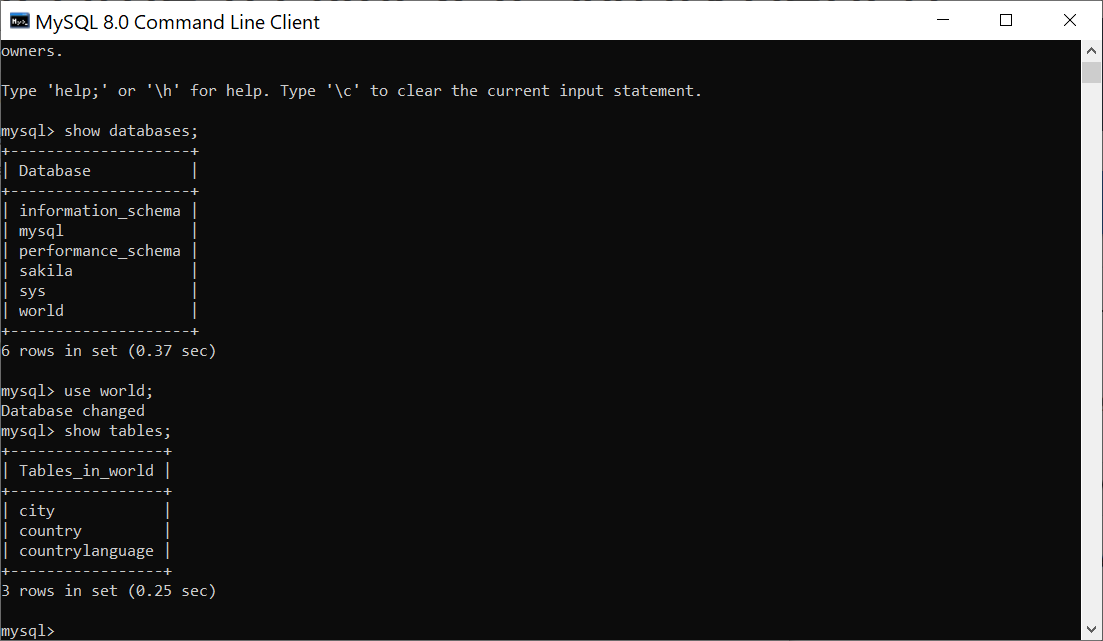 MySQL 8.0 Command Line Client
owners.
Type 'help;' or '\h' for help. Type '\c' to clear the current input statement.
mysql> show databases;
+--------------------+
| Database           |
+--------------------+
| information_schema |
| mysql              |
| performance_schema |
| sakila             |
| sys                |
| world              |
+--------------------+
6 rows in set (0.37 sec)
mysql> use world;
Database changed
mysql> show tables;
+-----------------+
| Tables_in_world |
+-----------------+
| city            |
| country         |
| countrylanguage |
+-----------------+
3 rows in set (0.25 sec)
mysql>